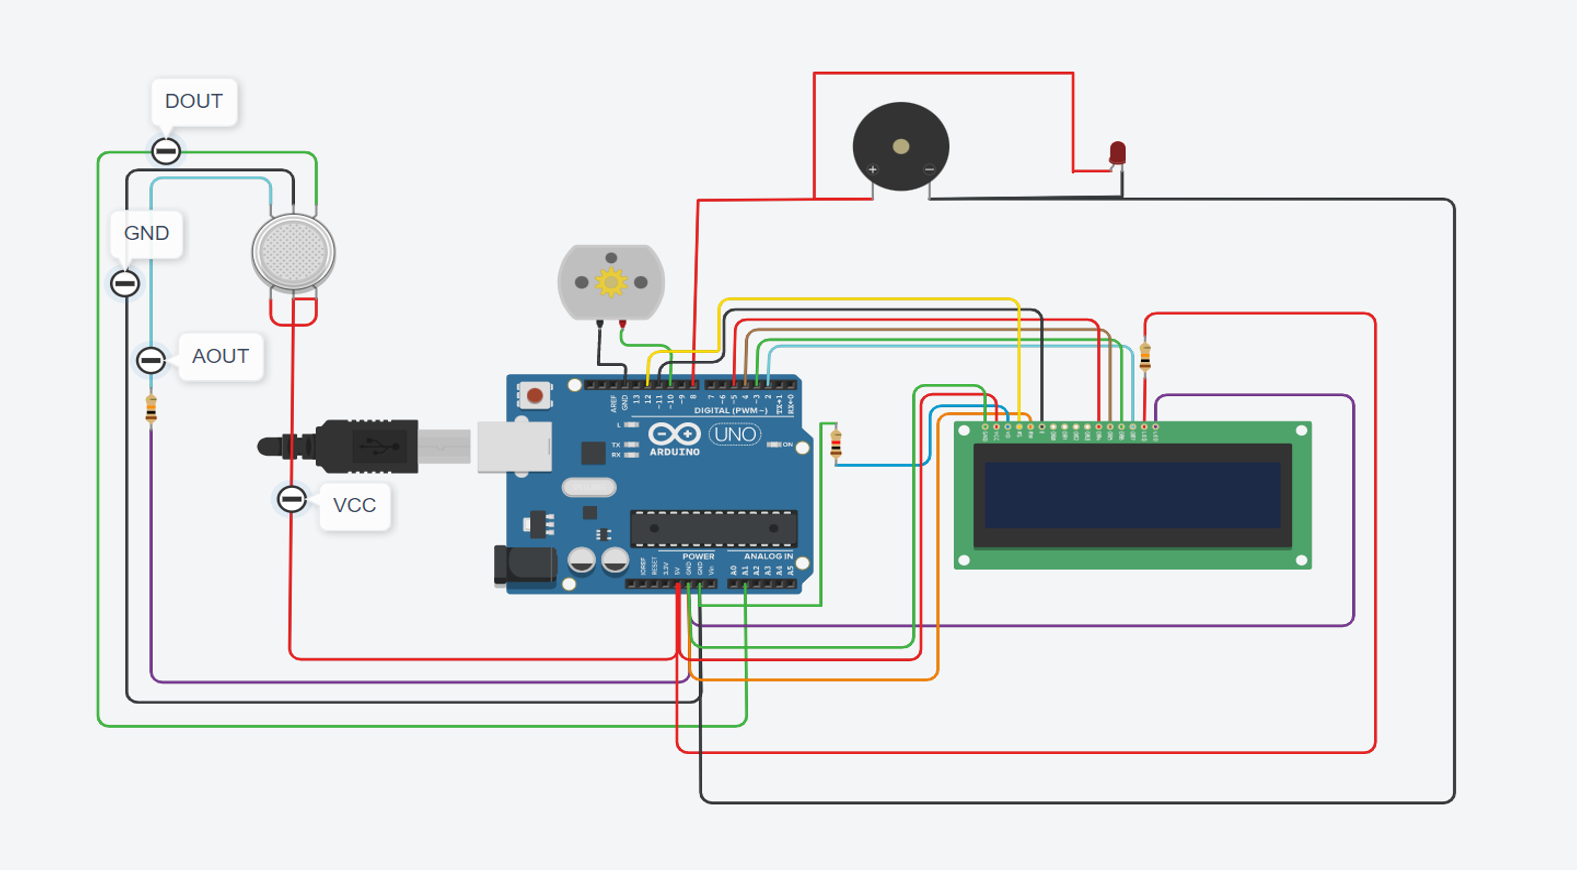 DOUT
GND
AOUT
VCC
AREF
GND
13
12
~11
~10
~9
8
7
~6
~5
4
~3
2
TX→1
RX←0
DIGITAL (PWM~)
L
TX
RX
UNO
ON
ARDUINO
POWER
ANALOG IN
IOREF
RESET
3.3V
5V
GND
GND
Vin
A0
A1
A2
A3
A4
A5
+
−